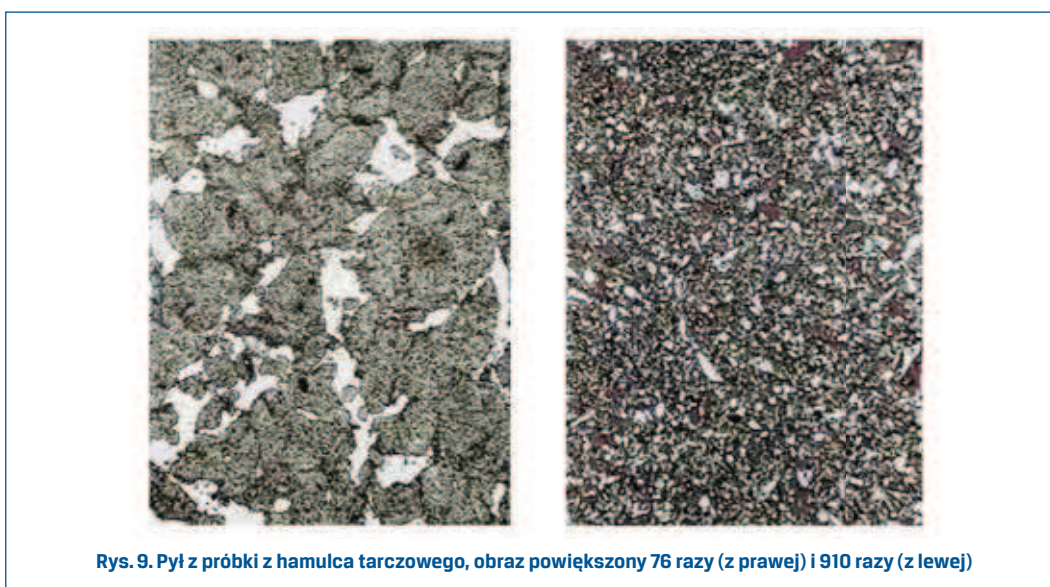 Rys. 9. Pył z próbki z hamulca tarczowego, obraz powiększony 76 razy (z prawej) i 910 razy (z lewej)